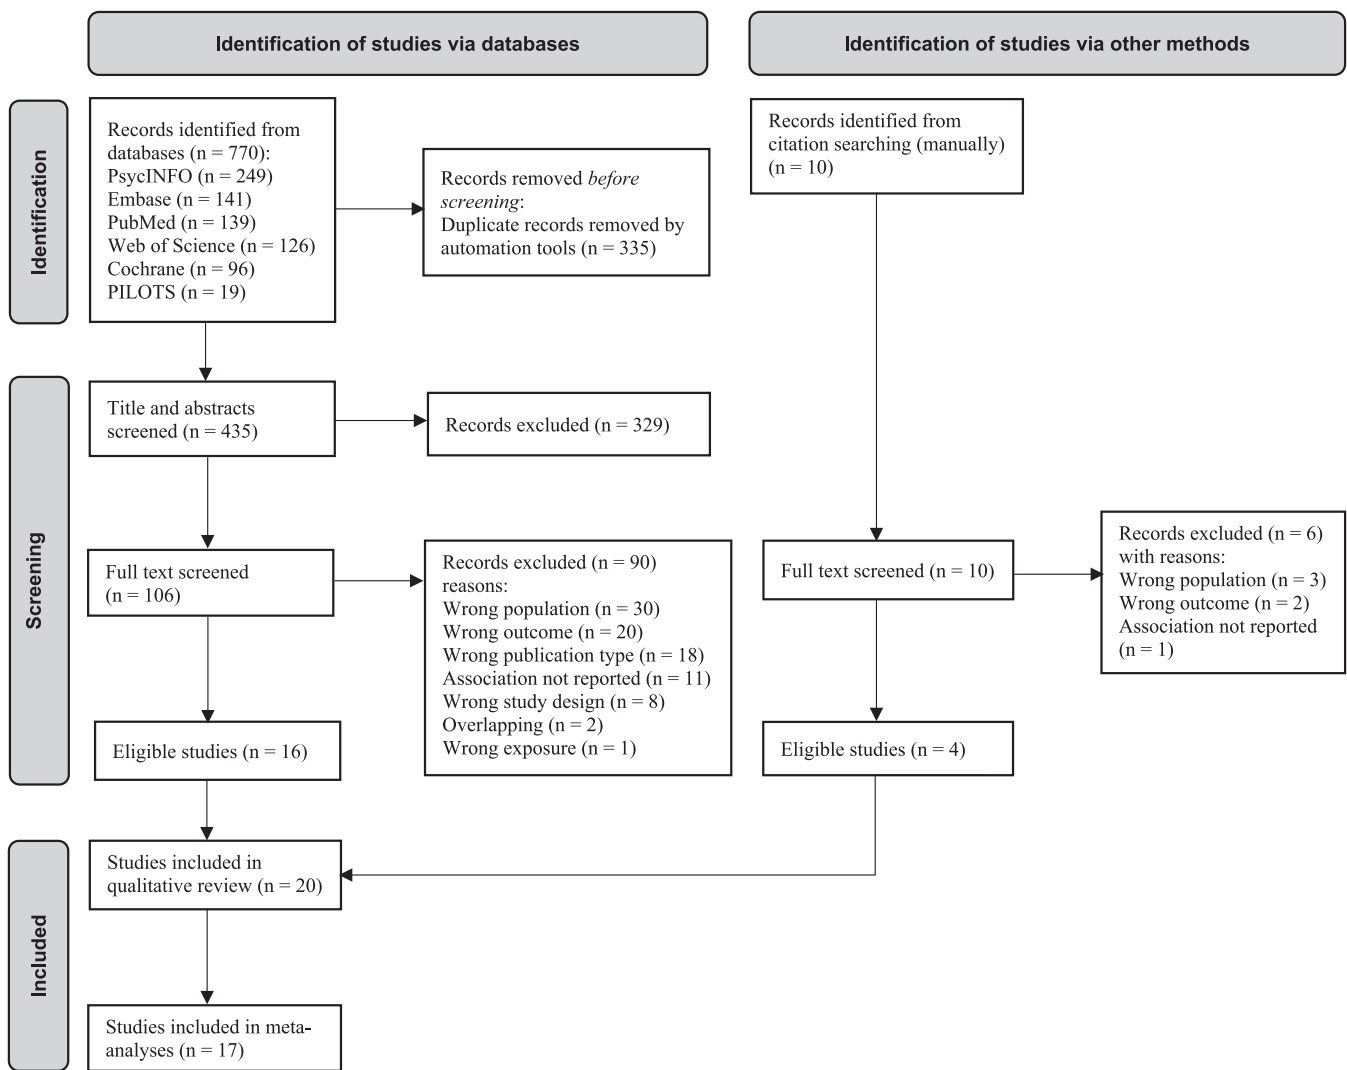 Identification of studies via databases
Identification of studies via other methods
Identification
Records identified from
databases (n = 770):
PsycINFO (n = 249)
Embase (n = 141)
PubMed (n = 139)
Web of Science (n = 126)
Cochrane (n = 96)
PILOTS (n = 19)
Records removed before
screening:
Duplicate records removed by
automation tools (n = 335)
Records identified from
citation searching (manually)
(n = 10)
Screening
Title and abstracts
screened (n = 435)
Records excluded (n = 329)
Full text screened
(n = 106)
Records excluded (n = 90)
reasons:
Wrong population (n = 30)
Wrong outcome (n = 20)
Wrong publication type (n = 18)
Association not reported (n = 11)
Wrong study design (n = 8)
Overlapping (n = 2)
Wrong exposure (n = 1)
Full text screened (n = 10)
Records excluded (n = 6)
with reasons:
Wrong population (n = 3)
Wrong outcome (n = 2)
Association not reported
(n = 1)
Eligible studies (n = 16)
Eligible studies (n = 4)
Included
Studies included in
qualitative review (n = 20)
Studies included in meta-
analyses (n = 17)